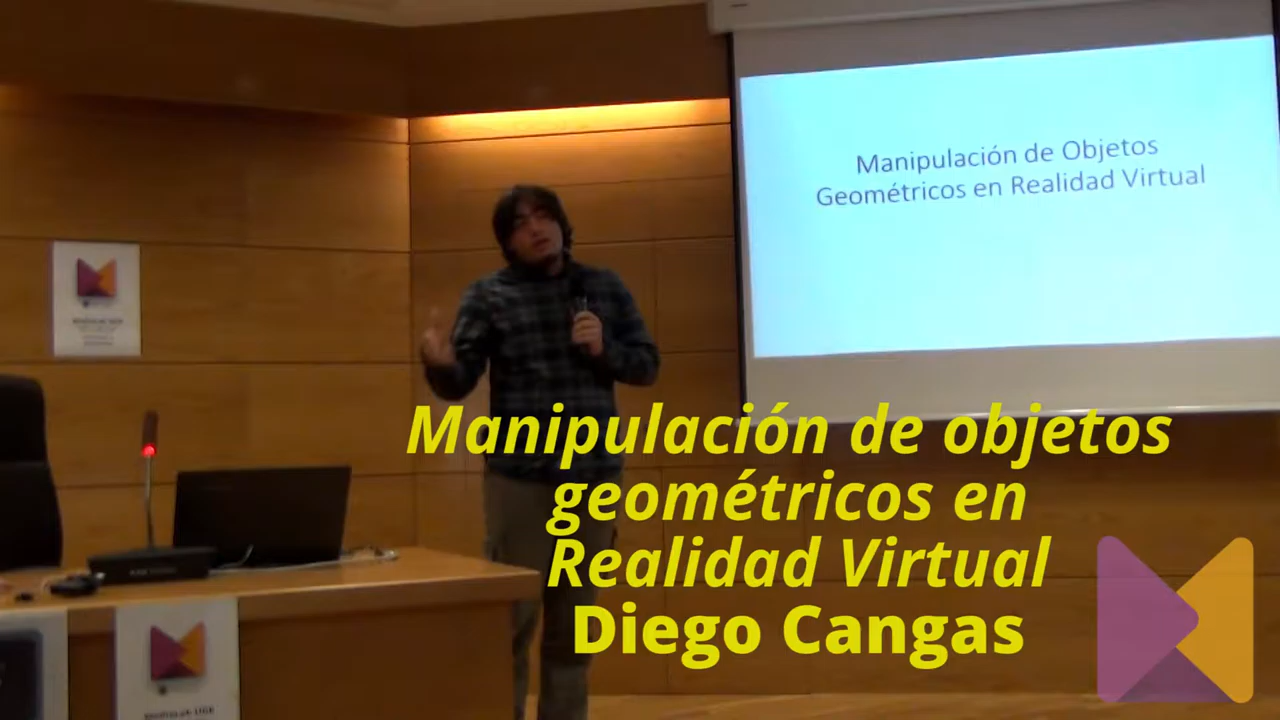 Manipulación de Objetos
Geométricos en Realidad Virtual
Manipulación de objetos
geométricos en
Realidad Virtual
Diego Cangas